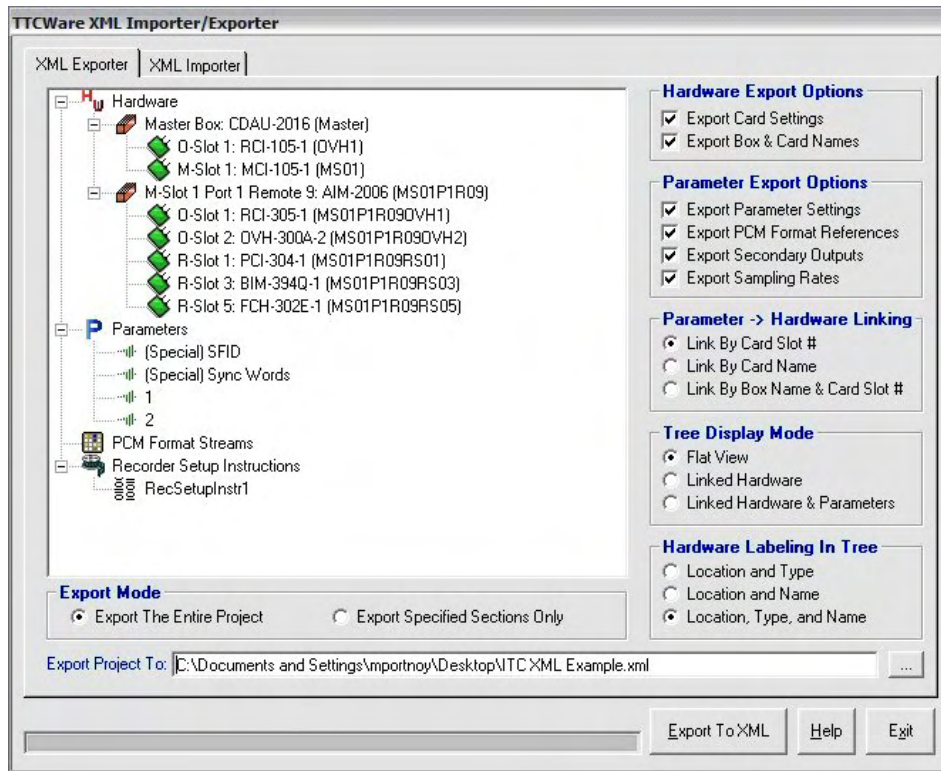 TTCWare XML Importer/Exporter
XML Exporter
XML Importer
Hardware
Master Box: CDAU-2016 (Master)
O-Slot 1: RCI-105-1 (OVH1)
M-Slot 1: MCI-105-1 (MS01)
M-Slot 1 Port 1 Remote 9: AIM-2006 (MS01P1R09)
O-Slot 1: RCI-305-1 (MS01P1R09OVH1)
O-Slot 2: OVH-300A-2 (MS01P1R09OVH2)
R-Slot 1: PCI-304-1 (MS01P1R09RS01)
R-Slot 3: BIM-394Q-1 (MS01P1R09RS03)
R-Slot 5: FCH-302E-1 (MS01P1R09RS05)
Parameters
(Special) SFID
(Special) Sync Words
1
2
PCM Format Streams
Recorder Setup Instructions
RecSetupInstr1
Hardware Export Options
Export Card Settings
Export Box & Card Names
Parameter Export Options
Export Parameter Settings
Export PCM Format References
Export Secondary Outputs
Export Sampling Rates
Parameter -> Hardware Linking
Link By Card Slot #
Link By Card Name
Link By Box Name & Card Slot #
Tree Display Mode
Flat View
Linked Hardware
Linked Hardware & Parameters
Hardware Labeling In Tree
Location and Type
Location and Name
Location, Type, and Name
Export Mode
Export The Entire Project
Export Specified Sections Only
Export Project To: C:\Documents and Settings\mportnoy\Desktop\ITC XML Example.xml
...
Export To XML
Help
Exit